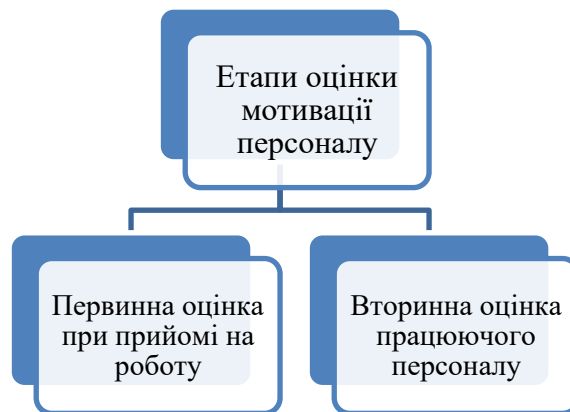 Етапи оцінки
мотивації
персоналу
Первинна оцінка
при прийомі на
роботу
Вторинна оцінка
працюючого
персоналу